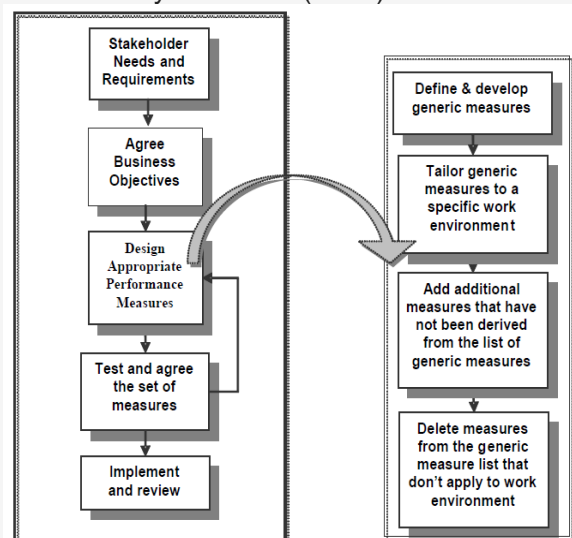 Stakeholder
Needs and
Requirements
Agree
Business
Objectives
Design
Appropriate
Performance
Measures
Test and agree
the set of
measures
Implement
and review
Define & develop
generic measures
Tailor generic
measures to a
specific work
environment
Add additional
measures that have
not been derived
from the list of
generic measures
Delete measures
from the generic
measure list that
don't apply to work
environment